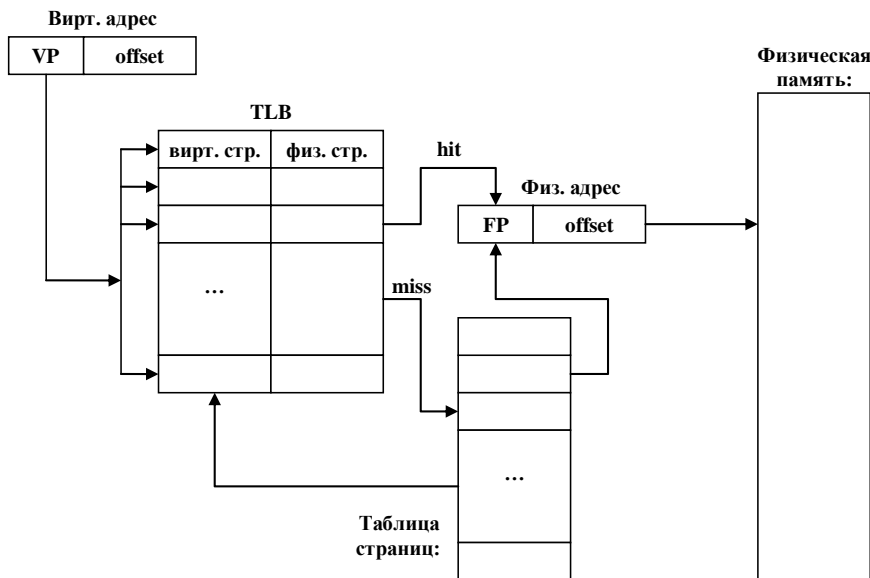 Вирт. адрес
VP offset
Физическая
память:
TLB
вирт. стр. физ. стр.
hit
Физ. адрес
FP offset
...
miss
...
Таблица
страниц: